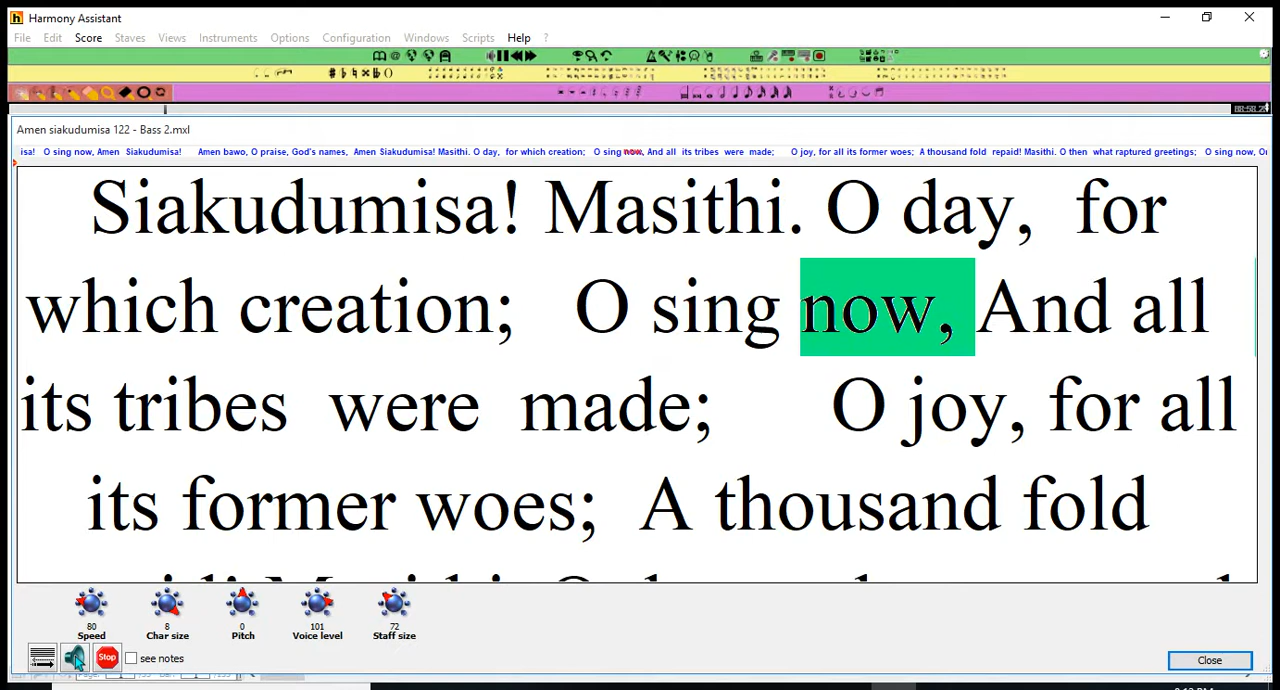 Harmony Assistant
File Edit Score Staves Views Instruments Options Configuration Windows Scripts Help ?
Amen siakudumisa 122 - Bass 2.mxl
isa! O sing now, Amen Siakudumisa! Amen bawo, O praise, God's names, Amen Siakudumisa! Masithi. O day, for which creation; O sing now, And all its tribes were made; O joy, for all its former woes; A thousand fold repaid! Masithi. O then what raptured greetings; O sing now,
Siakudumisa! Masithi. O day, for
which creation; O sing now, And all
its tribes were made; O joy, for all
its former woes; A thousand fold
80 8 0 101 72
Speed Char size Pitch Voice level Staff size
Stop see notes Close